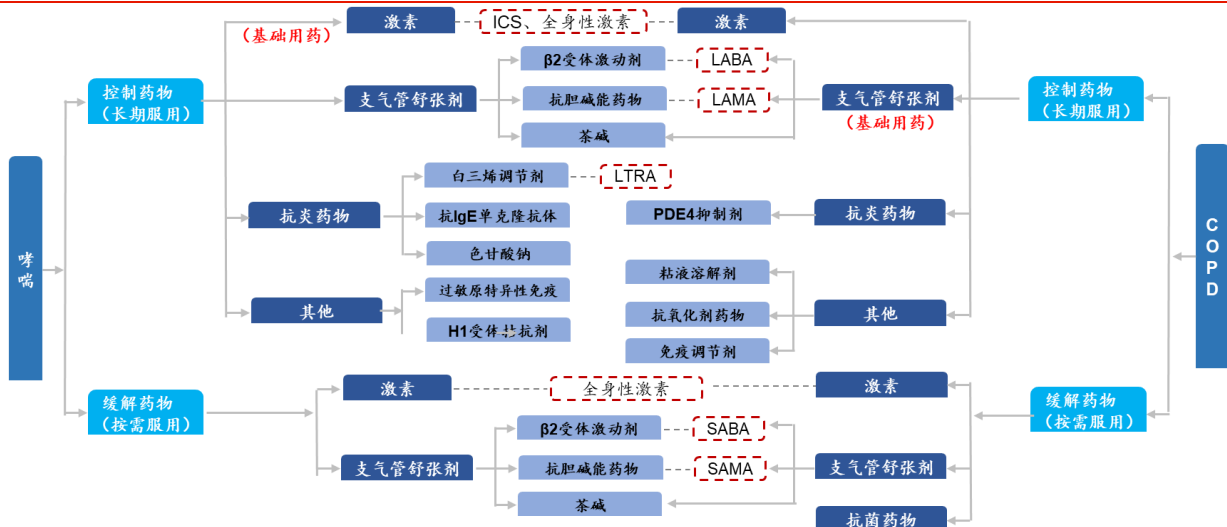 激素
ICS、全身性激素
激素
（基础用药）
β2受体激动剂
LABA
控制药物
（长期服用）
支气管舒张剂
抗胆碱能药物
LAMA
支气管舒张剂
（基础用药）
控制药物
（长期服用）
茶碱
白三烯调节剂
LTRA
抗炎药物
抗IgE单克隆抗体
PDE4抑制剂
抗炎药物
色甘酸钠
哮喘
COPD
过敏原特异性免疫
粘液溶解剂
其他
抗氧化剂药物
其他
H1受体拮抗剂
免疫调节剂
激素
全身性激素
激素
缓解药物
（按需服用）
β2受体激动剂
SABA
缓解药物
（按需服用）
支气管舒张剂
抗胆碱能药物
SAMA
支气管舒张剂
茶碱
抗菌药物